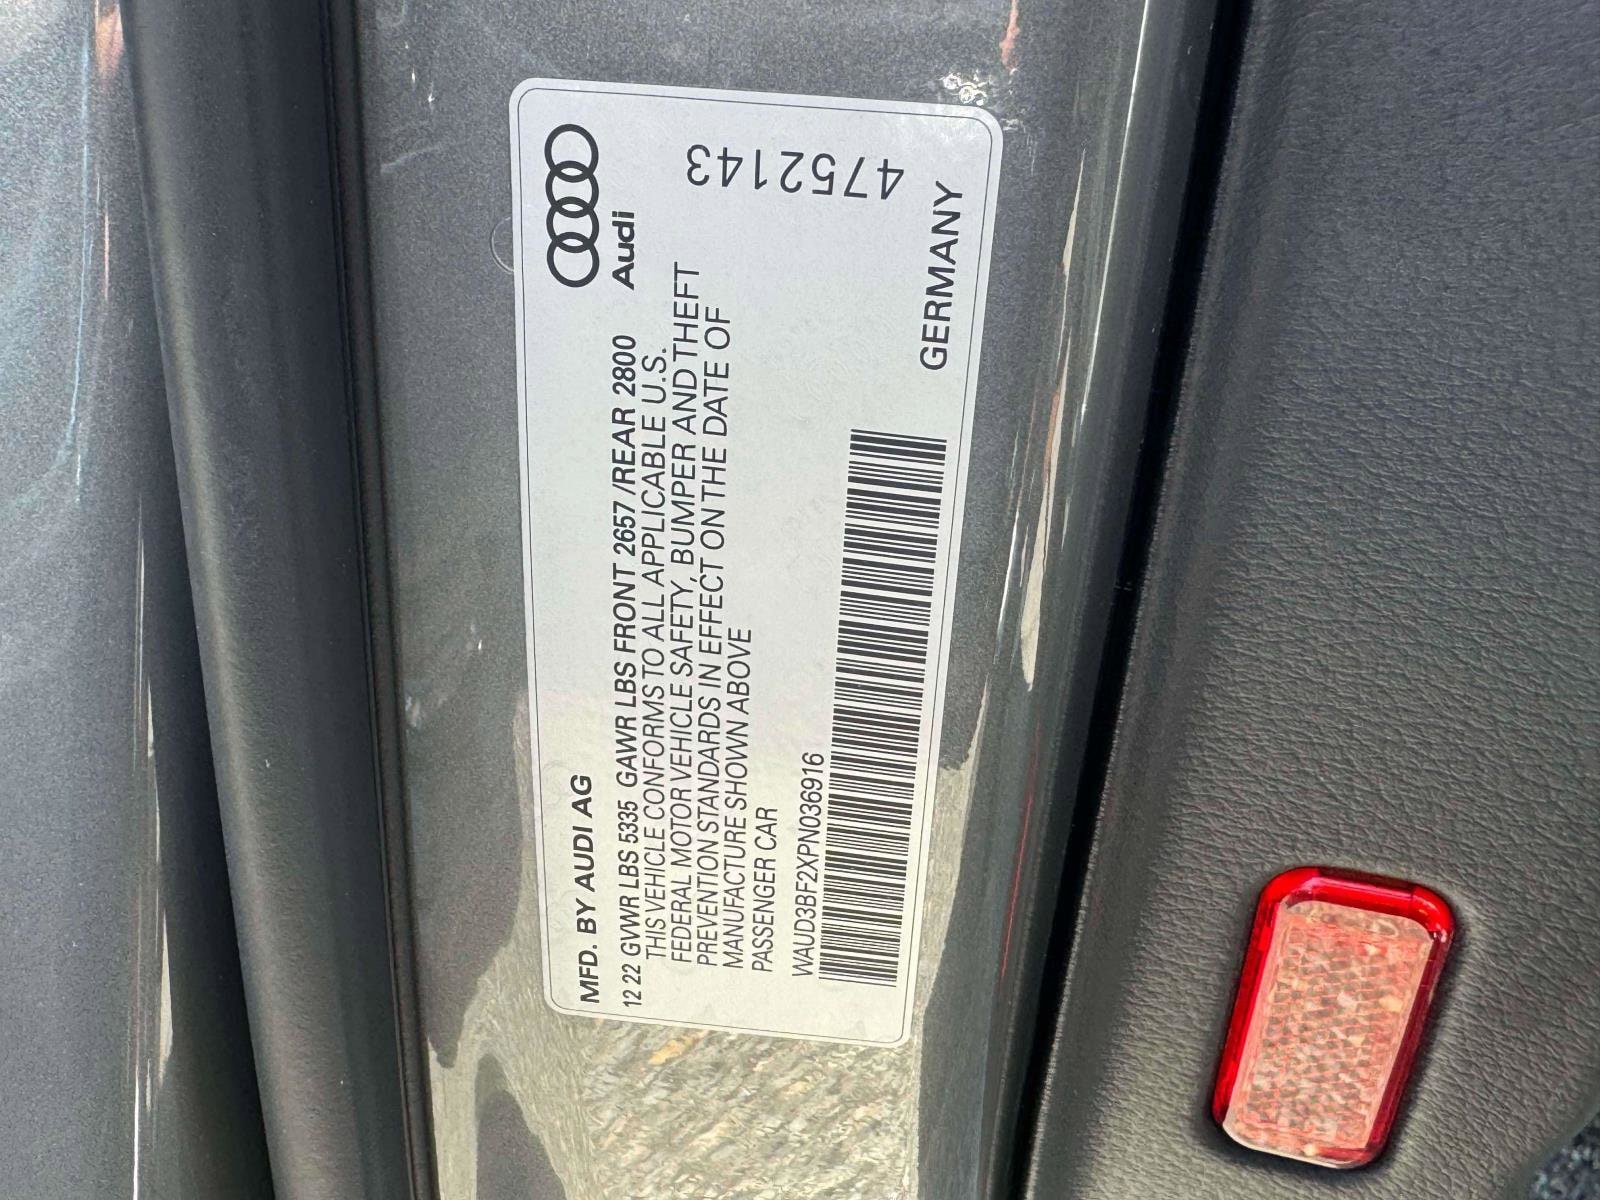 Audi
MFD. BY AUDI AG
12 22 GVWR LBS 5335 GAWR LBS FRONT 2657 /REAR 2800
THIS VEHICLE CONFORMS TO ALL APPLICABLE U.S.
FEDERAL MOTOR VEHICLE SAFETY, BUMPER AND THEFT
PREVENTION STANDARDS IN EFFECT ON THE DATE OF
MANUFACTURE SHOWN ABOVE
PASSENGER CAR
WAUD3BF2XPN036916
GERMANY
4752143